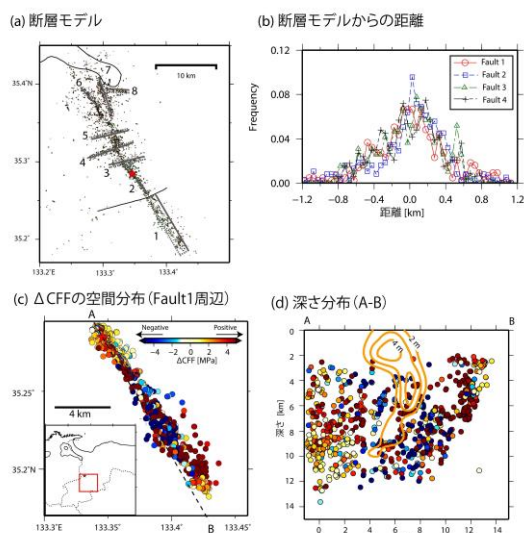 (a) 断層モデル
10 km
35.4°N
35.3°
35.2°
133.2°E
133.3°
133.4°
1
2
3
4
5
6
7
8
(b) 断層モデルからの距離
Frequency
0.12
0.08
0.04
0.00
Fault 1
Fault 2
Fault 3
Fault 4
−1.2
−0.8
−0.4
0.0
0.4
0.8
1.2
距離 [km]
(c) ΔCFFの空間分布(Fault1周辺)
A
Negative
Positive
−4
−2
0
2
4
ΔCFF [MPa]
35.25°
35.2°N
4 km
B
133.3°E
133.35°
133.4°
133.45°
(d) 深さ分布(A-B)
A
B
深さ [km]
0
2
4
6
8
10
12
14
2 m
4 m
0
2
4
6
8
10
12
14